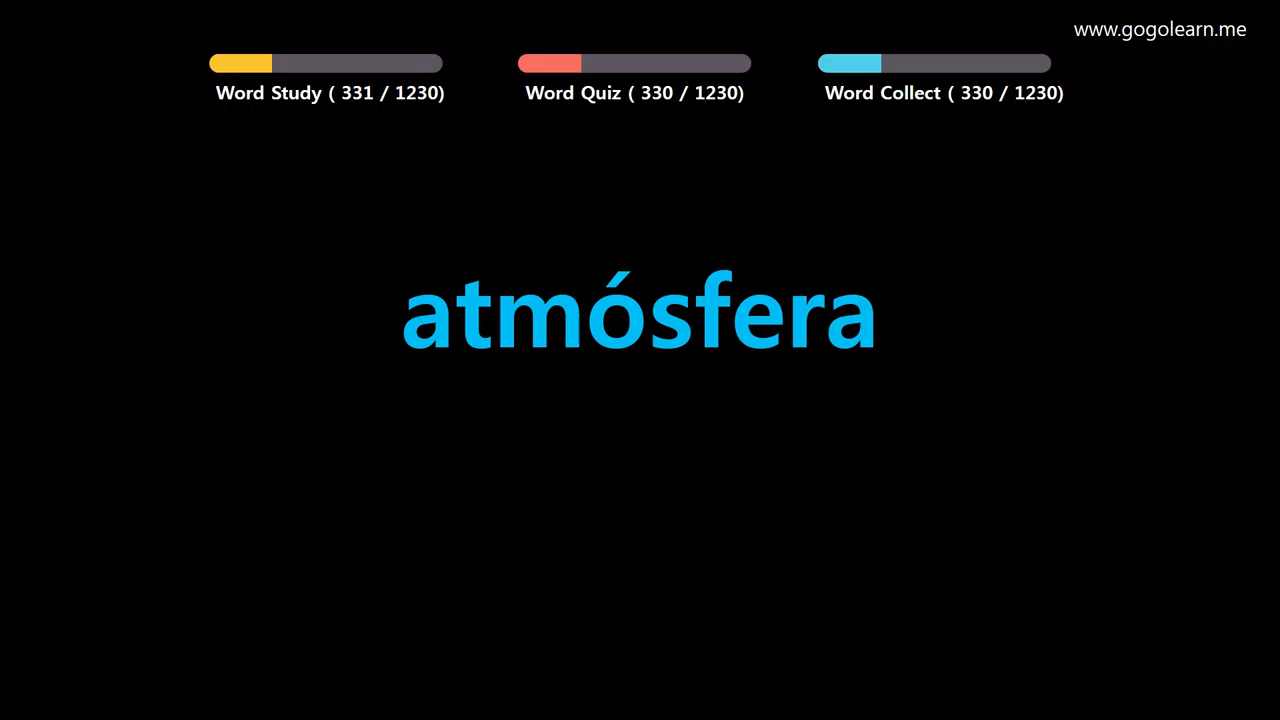 www.gogolearn.me
Word Study ( 331 / 1230)
Word Quiz ( 330 / 1230)
Word Collect ( 330 / 1230)
atmósfera